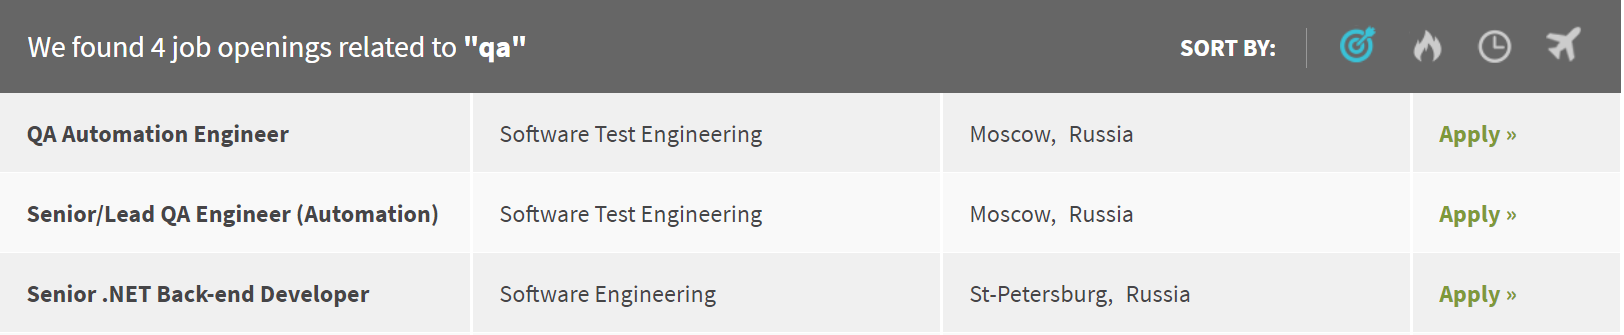 We found 4 job openings related to "qa" SORT BY:
QA Automation Engineer Software Test Engineering Moscow, Russia Apply »
Senior/Lead QA Engineer (Automation) Software Test Engineering Moscow, Russia Apply »
Senior .NET Back-end Developer Software Engineering St-Petersburg, Russia Apply »